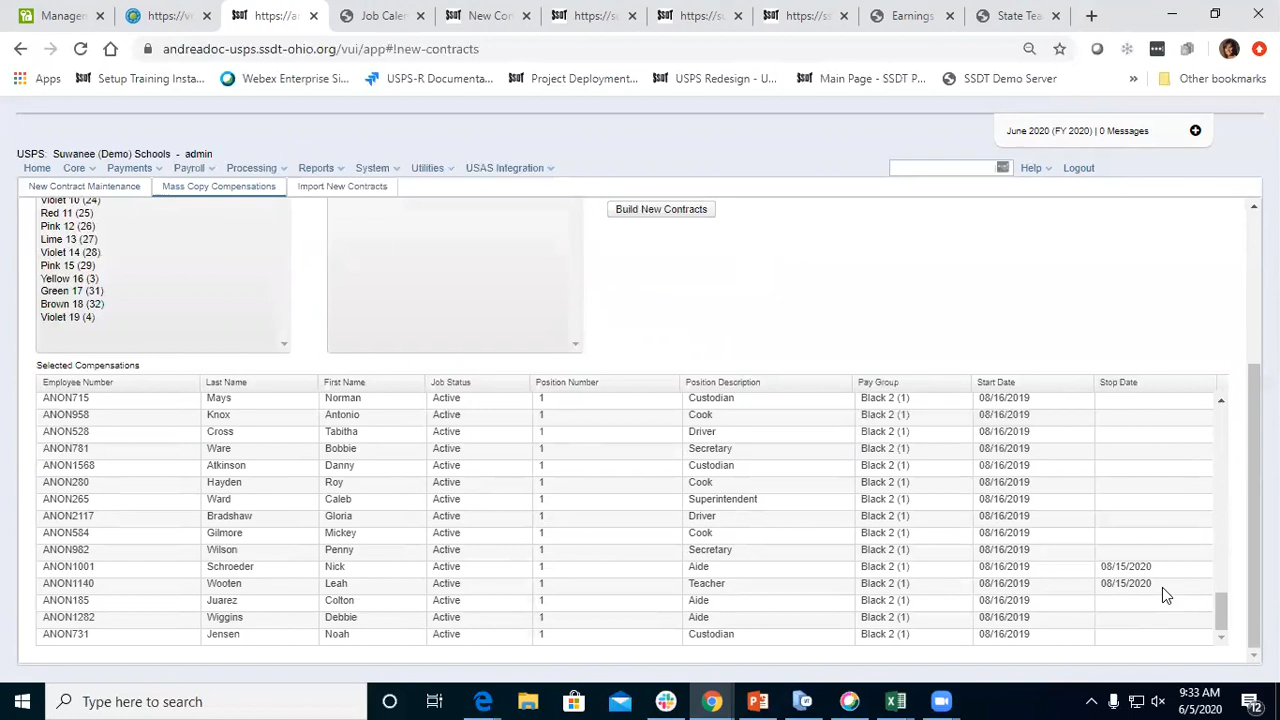 Managem
https://v
https://ar
Job Caler
New Con
https://s
https://
https://s
Earnings
State Tea
andreadoc-usps.ssdt-ohio.org/vui/app#!new-contracts
Apps
Setup Training Insta...
Webex Enterprise Si...
USPS-R Documenta...
Project Deployment...
USPS Redesign - U...
Main Page - SSDT P...
SSDT Demo Server
»
Other bookmarks
June 2020 (FY 2020) | 0 Messages
USPS: Suwanee (Demo) Schools - admin
Home Core Payments Payroll Processing Reports System Utilities USAS Integration Help Logout
New Contract Maintenance Mass Copy Compensations Import New Contracts
Violet 10 (24)
Red 11 (25)
Pink 12 (26)
Lime 13 (27)
Violet 14 (28)
Pink 15 (29)
Yellow 16 (3)
Green 17 (31)
Brown 18 (32)
Violet 19 (4)
Build New Contracts
Selected Compensations
Employee Number Last Name First Name Job Status Position Number Position Description Pay Group Start Date Stop Date
ANON715 Mays Norman Active 1 Custodian Black 2 (1) 08/16/2019
ANON958 Knox Antonio Active 1 Cook Black 2 (1) 08/16/2019
ANON528 Cross Tabitha Active 1 Driver Black 2 (1) 08/16/2019
ANON781 Ware Bobbie Active 1 Secretary Black 2 (1) 08/16/2019
ANON1568 Atkinson Danny Active 1 Custodian Black 2 (1) 08/16/2019
ANON280 Hayden Roy Active 1 Cook Black 2 (1) 08/16/2019
ANON265 Ward Caleb Active 1 Superintendent Black 2 (1) 08/16/2019
ANON2117 Bradshaw Gloria Active 1 Driver Black 2 (1) 08/16/2019
ANON584 Gilmore Mickey Active 1 Cook Black 2 (1) 08/16/2019
ANON982 Wilson Penny Active 1 Secretary Black 2 (1) 08/16/2019
ANON1001 Schroeder Nick Active 1 Aide Black 2 (1) 08/16/2019 08/15/2020
ANON1140 Wooten Leah Active 1 Teacher Black 2 (1) 08/16/2019 08/15/2020
ANON185 Juarez Colton Active 1 Aide Black 2 (1) 08/16/2019
ANON1282 Wiggins Debbie Active 1 Aide Black 2 (1) 08/16/2019
ANON731 Jensen Noah Active 1 Custodian Black 2 (1) 08/16/2019
Type here to search
9:33 AM
6/5/2020
12